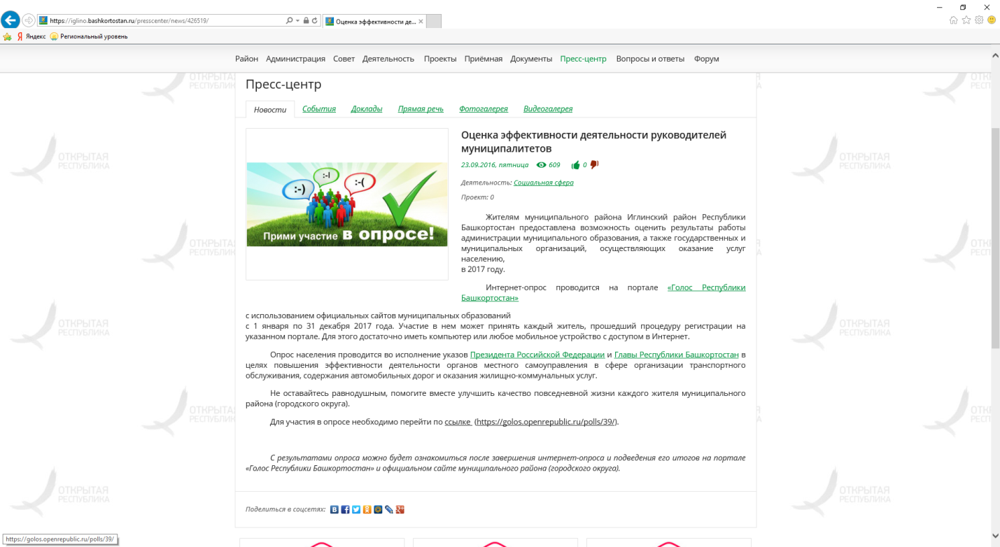 https://iglino.bashkortostan.ru/presscenter/news/426519/
Оценка эффективности де...
Яндекс
Региональный уровень
Район Администрация Совет Деятельность Проекты Приёмная Документы Пресс-центр Вопросы и ответы Форум
Пресс-центр
Новости События Доклады Прямая речь Фотогалерея Видеогалерея
:-) :-I :-(
Прими участие в опросе!
Оценка эффективности деятельности руководителей
муниципалитетов
23.09.2016, пятница 609 0
Деятельность: Социальная сфера
Проект: 0
Жителям муниципального района Иглинский район Республики
Башкортостан предоставлена возможность оценить результаты работы
администрации муниципального образования, а также государственных и
муниципальных организаций, осуществляющих оказание услуг
населению,
в 2017 году.
Интернет-опрос проводится на портале «Голос Республики
Башкортостан»
с использованием официальных сайтов муниципальных образований
с 1 января по 31 декабря 2017 года. Участие в нем может принять каждый житель, прошедший процедуру регистрации на
указанном портале. Для этого достаточно иметь компьютер или любое мобильное устройство с доступом в Интернет.
Опрос населения проводится во исполнение указов Президента Российской Федерации и Главы Республики Башкортостан в
целях повышения эффективности деятельности органов местного самоуправления в сфере организации транспортного
обслуживания, содержания автомобильных дорог и оказания жилищно-коммунальных услуг.
Не оставайтесь равнодушным, помогите вместе улучшить качество повседневной жизни каждого жителя муниципального
района (городского округа).
Для участия в опросе необходимо перейти по ссылке (https://golos.openrepublic.ru/polls/39/).
С результатами опроса можно будет ознакомиться после завершения интернет-опроса и подведения его итогов на портале
«Голос Республики Башкортостан» и официальном сайте муниципального района (городского округа).
Поделиться в соцсетях:
https://golos.openrepublic.ru/polls/39/
ОТКРЫТАЯ
РЕСПУБЛИКА
ОТКРЫТАЯ
РЕСПУБЛИКА
ОТКРЫТАЯ
РЕСПУБЛИКА
ОТКРЫТАЯ
РЕСПУБЛИКА
ОТКРЫТАЯ
РЕСПУБЛИКА
ОТКРЫТАЯ
РЕСПУБЛИКА